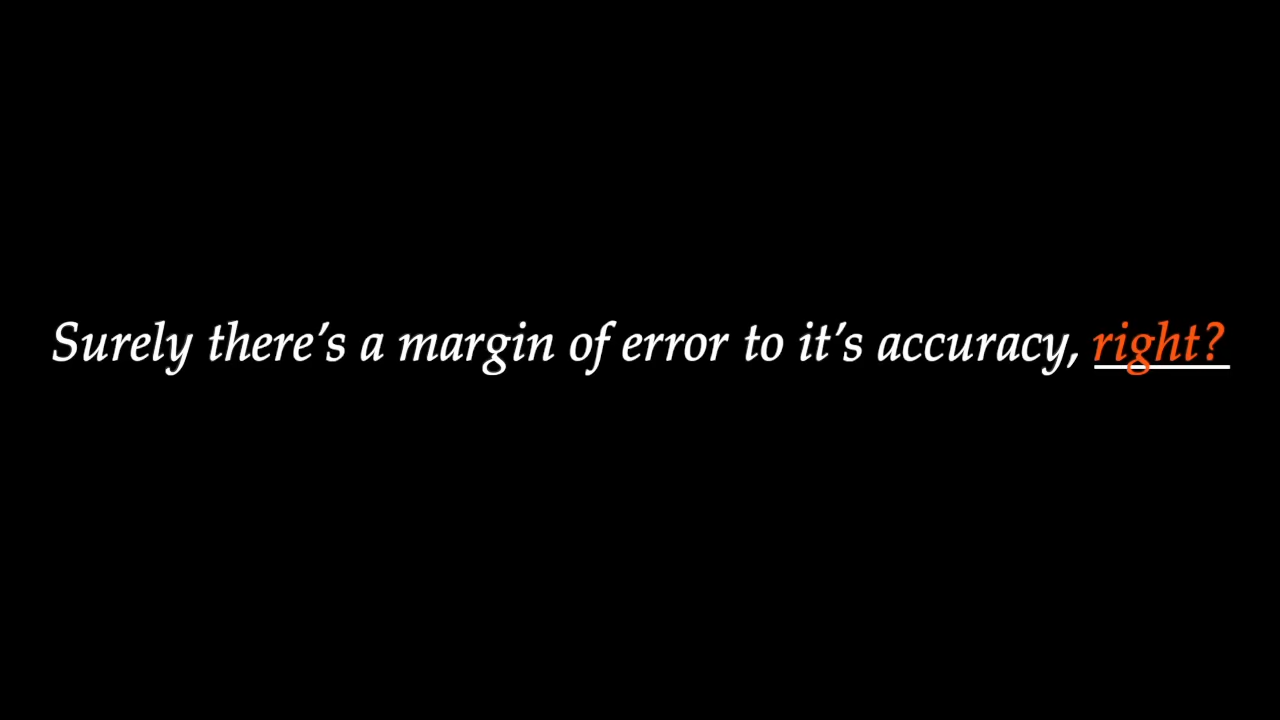 Surely there’s a margin of error to it’s accuracy, right?